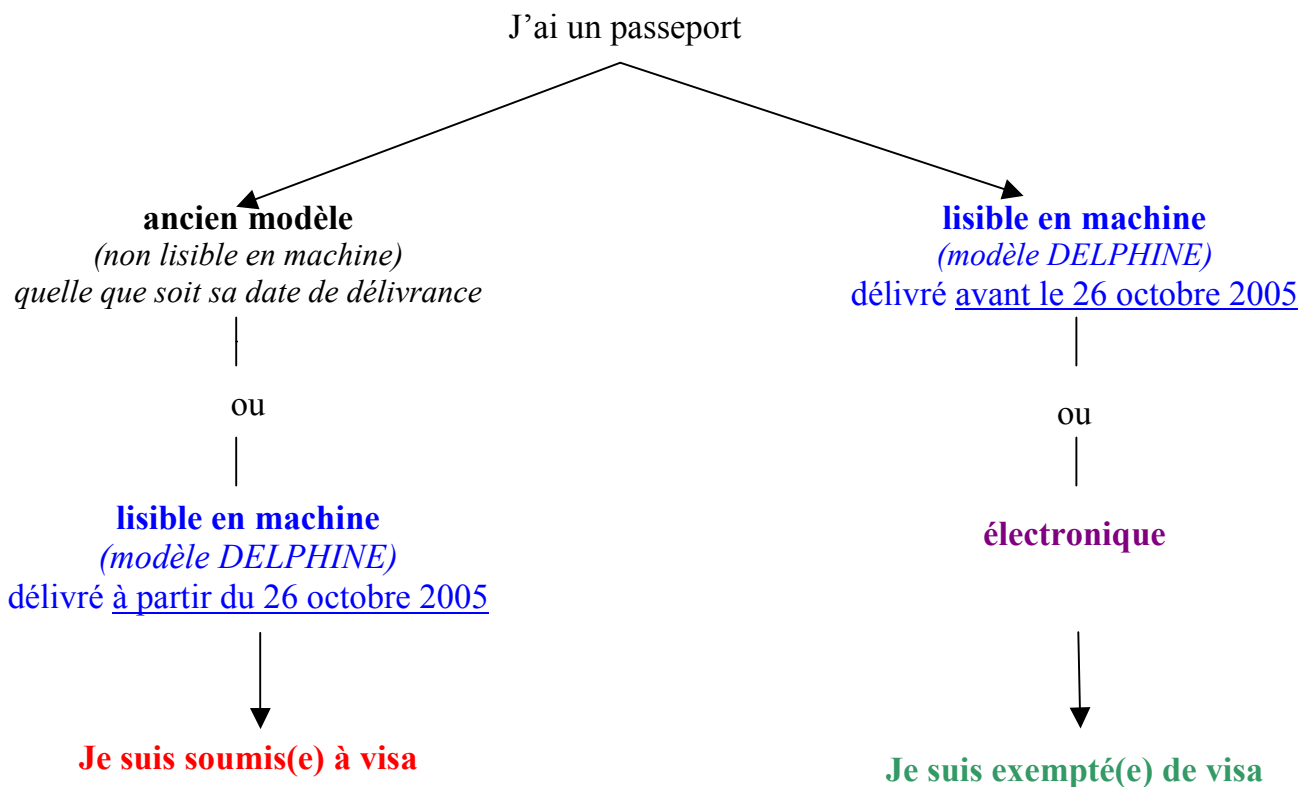 J’ai un passeport
ancien modèle
(non lisible en machine)
quelle que soit sa date de délivrance
ou
lisible en machine
(modèle DELPHINE)
délivré à partir du 26 octobre 2005
Je suis soumis(e) à visa
lisible en machine
(modèle DELPHINE)
délivré avant le 26 octobre 2005
ou
électronique
Je suis exempté(e) de visa